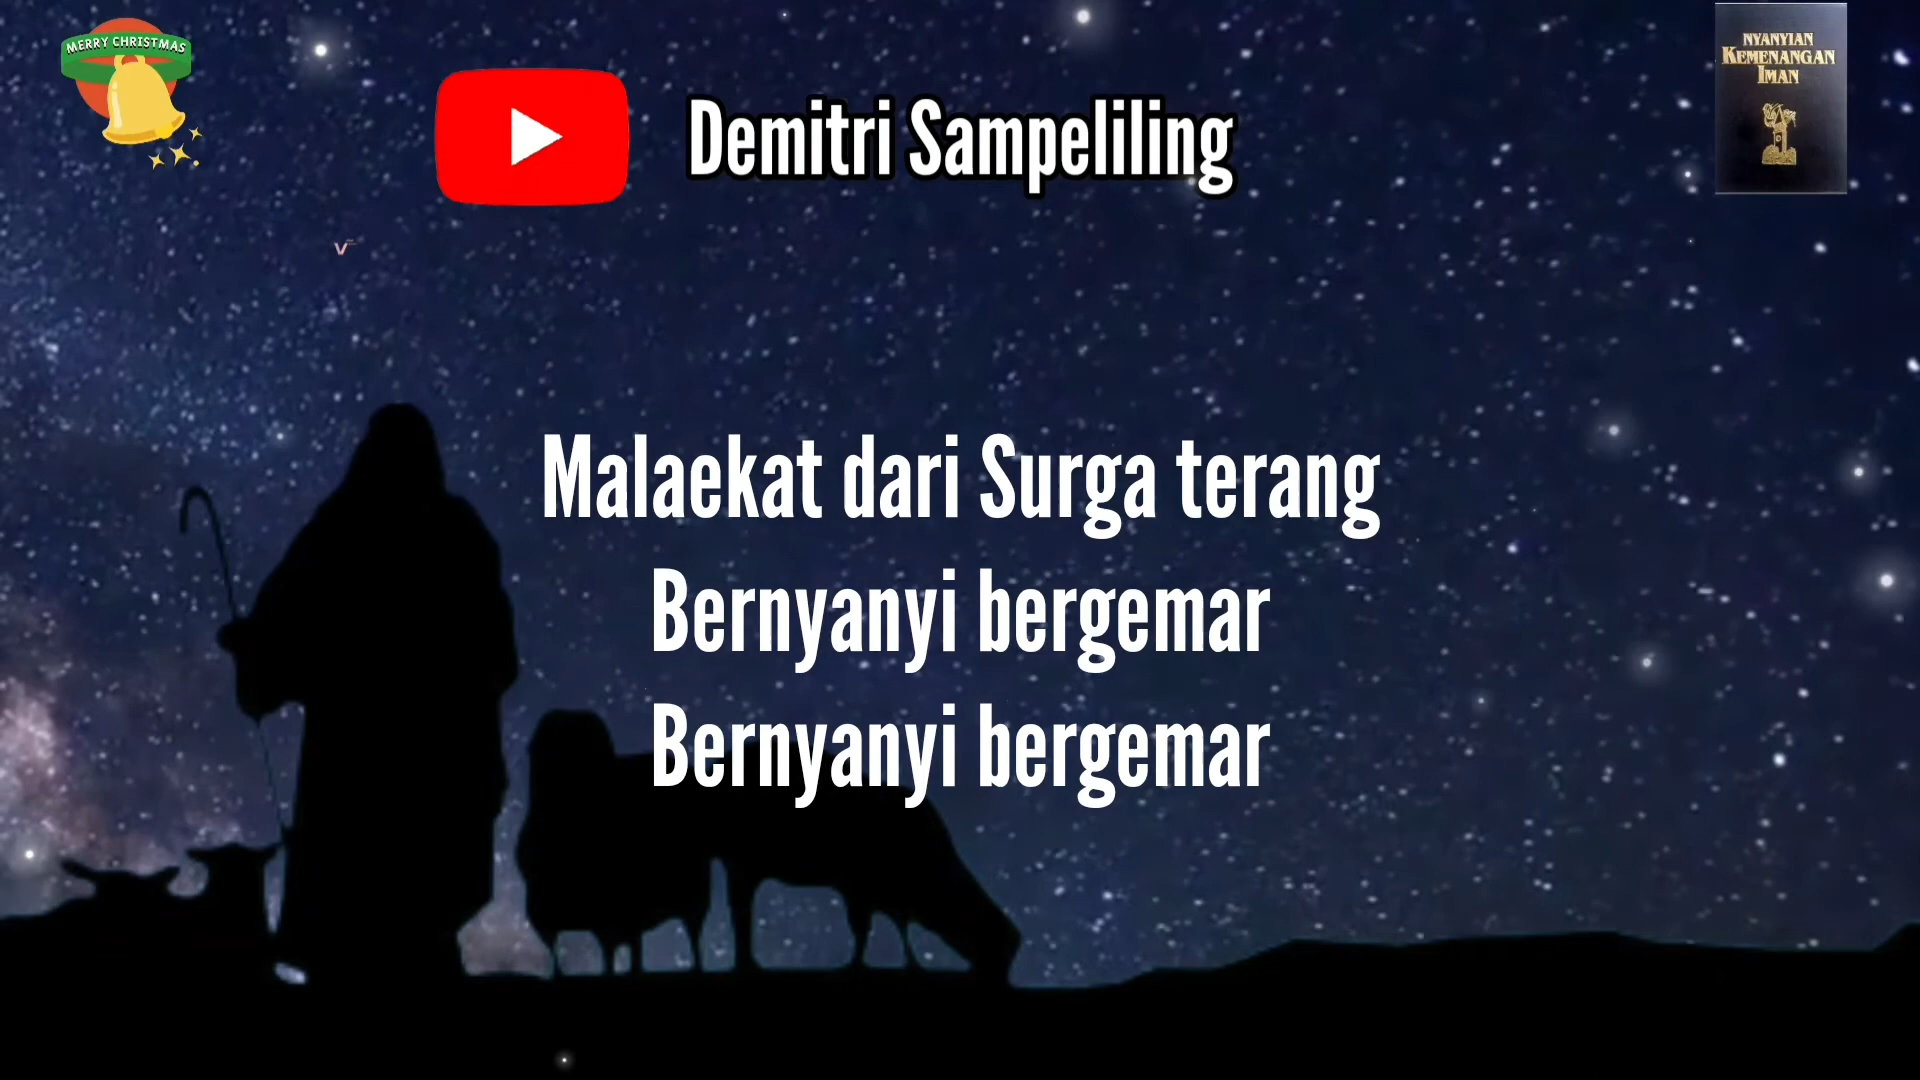 MERRY CHRISTMAS
Demitri Sampeliling
NYANYIAN
KEMENANGAN
IMAN
Malaekat dari Surga terang
Bernyanyi bergemar
Bernyanyi bergemar